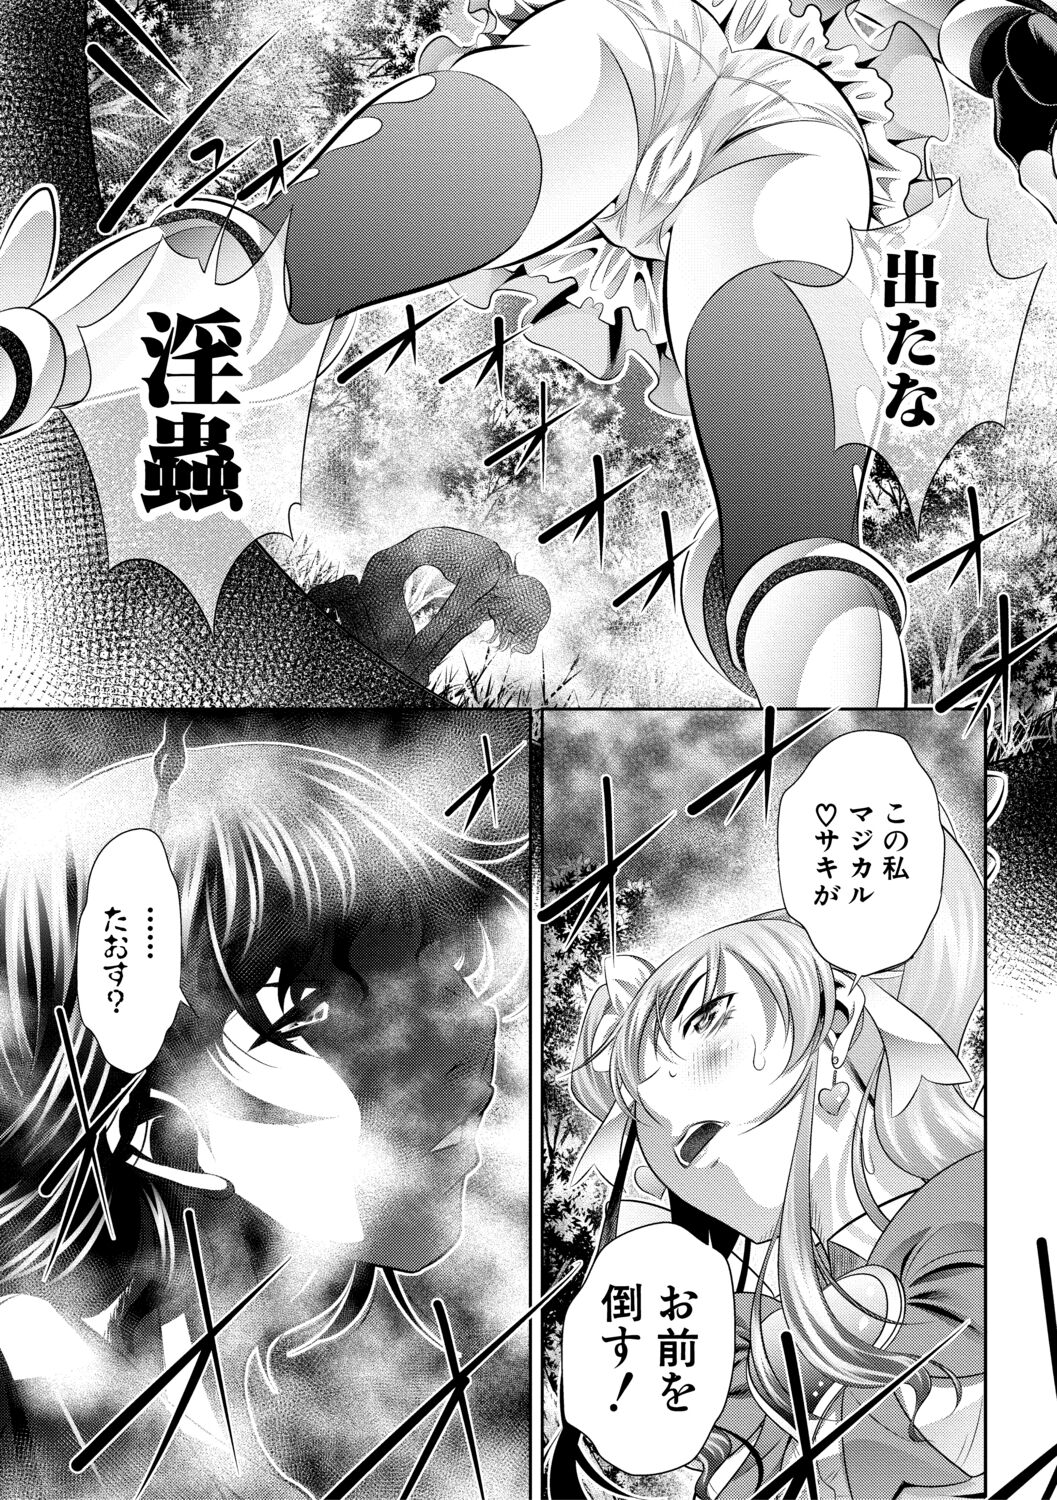 出たな
淫蟲
この私
マジカル
♡サキが
お前を
倒す！
……
たおす？